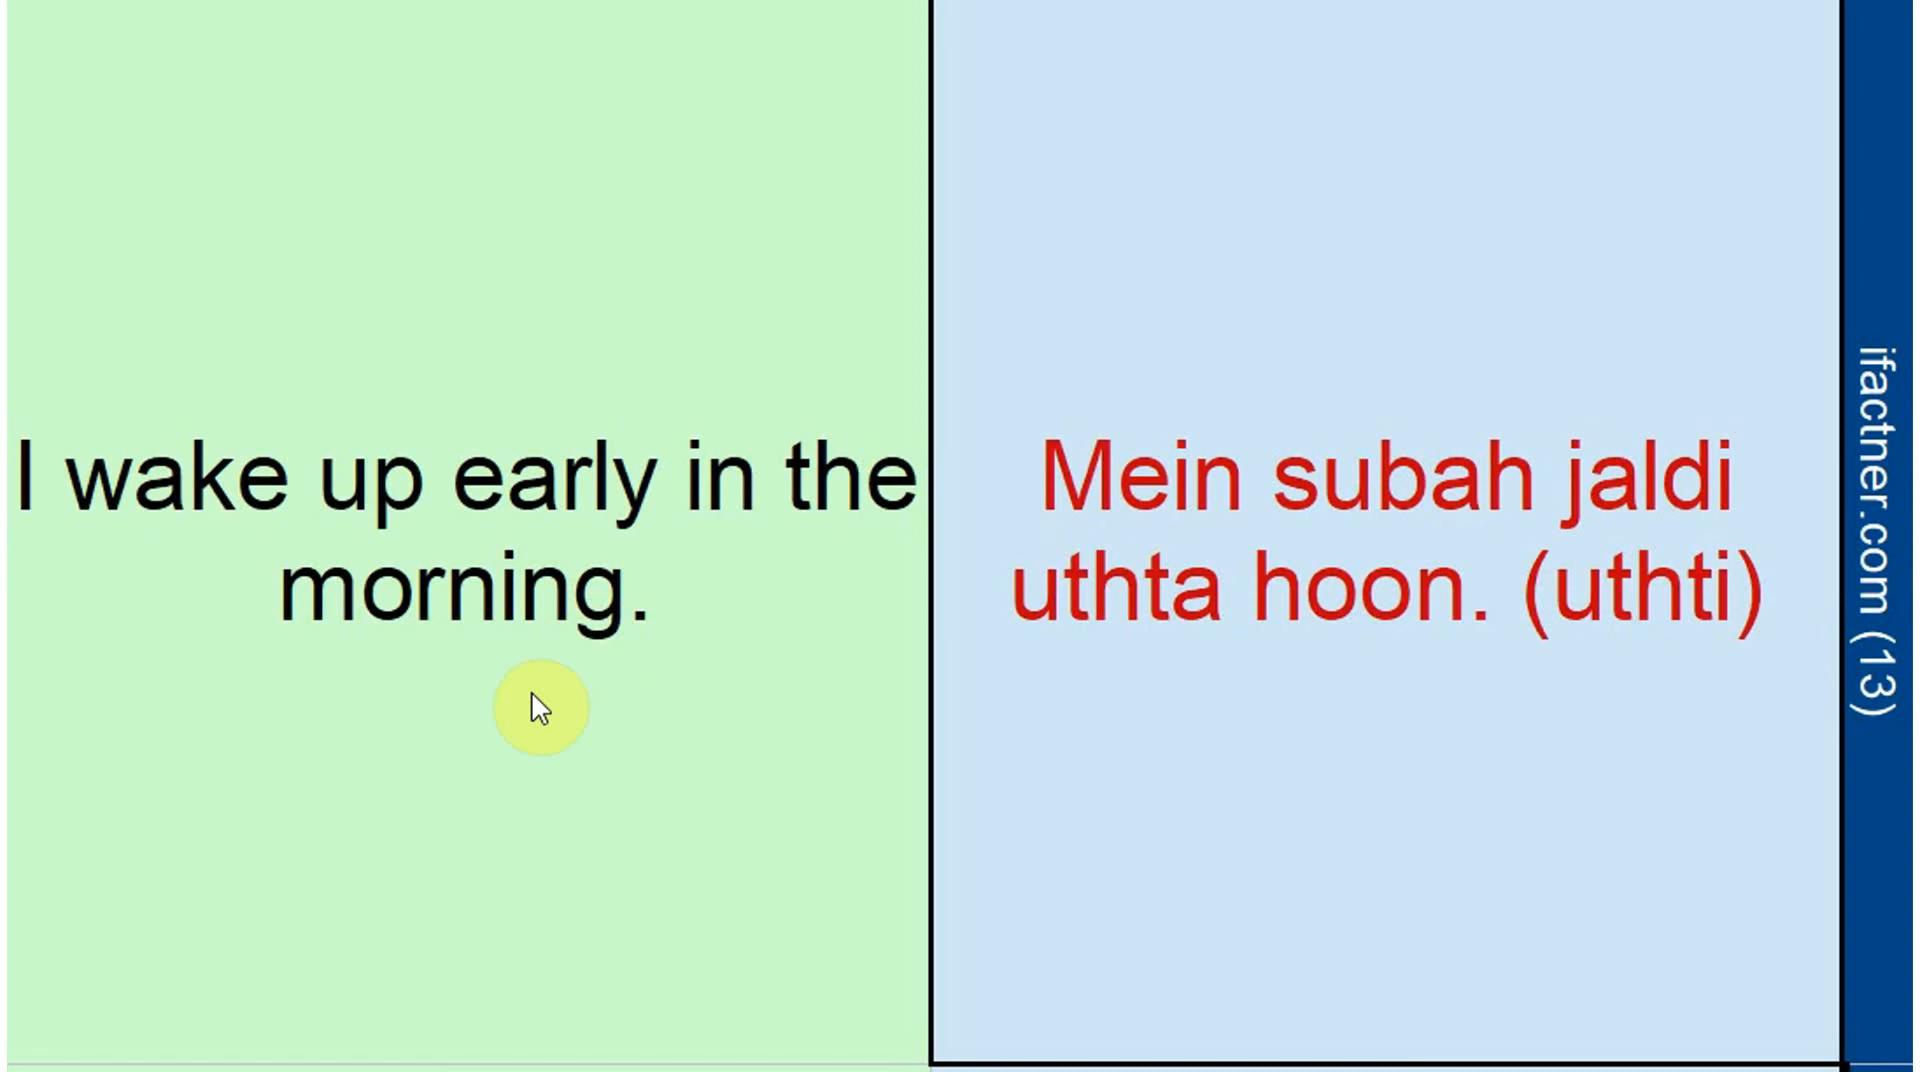 I wake up early in the
morning.
Mein subah jaldi
uthta hoon. (uthti)
ifactner.com (13)